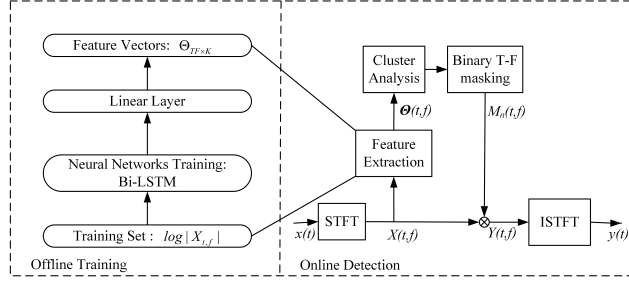 Feature Vectors: Θ_{TF×K}
Linear Layer
Neural Networks Training:
Bi-LSTM
Training Set : log | X_{t,f} |
Offline Training
Cluster
Analysis
Binary T-F
masking
Θ(t,f)
M_n(t,f)
Feature
Extraction
STFT
ISTFT
x(t)
X(t,f)
Y(t,f)
y(t)
Online Detection